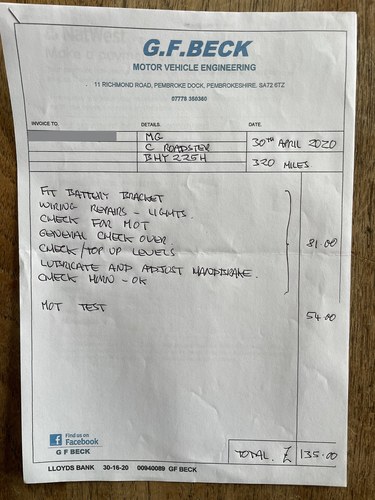 G.F.BECK
MOTOR VEHICLE ENGINEERING
11 RICHMOND ROAD, PEMBROKE DOCK, PEMBROKESHIRE, SA72 6TZ
07779 386360
INVOICE TO. DETAILS. DATE.
MG 30TH APRIL 2020
C ROADSTER
BHY 225H 320 MILES
FIT BATTERY BRACKET
WIRING REPAIRS - LIGHTS.
CHECK FOR MOT
GENERAL CHECK OVER 81.00
CHECK/TOP UP LEVELS
LUBRICATE AND ADJUST HANDBRAKE.
CHECK HORN - OK
MOT TEST 54.00
Find us on
Facebook
G F BECK
TOTAL. £ 135.00
LLOYDS BANK 30-16-20 00940089 GF BECK